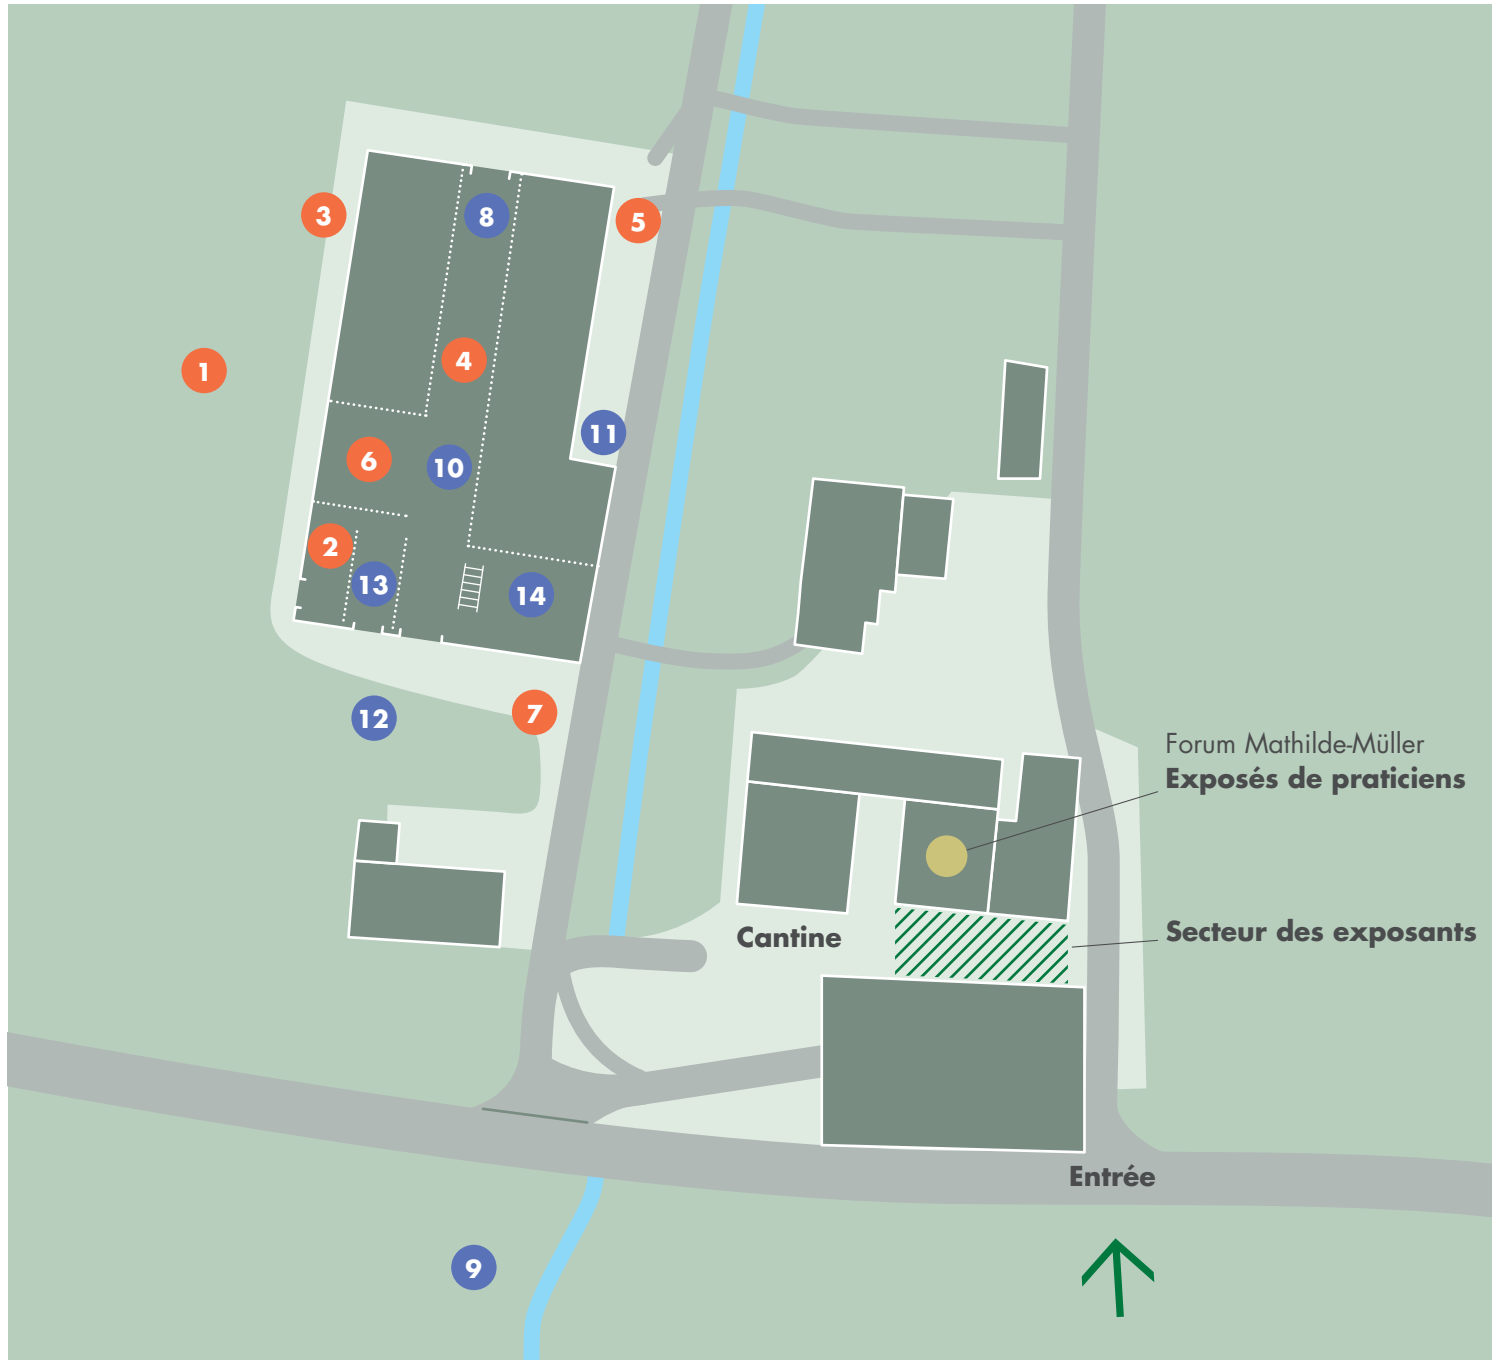 3
8
5
1
4
11
6
10
2
13
14
12
7
Forum Mathilde-Müller
Exposés de praticiens
Cantine
Secteur des exposants
Entrée
9